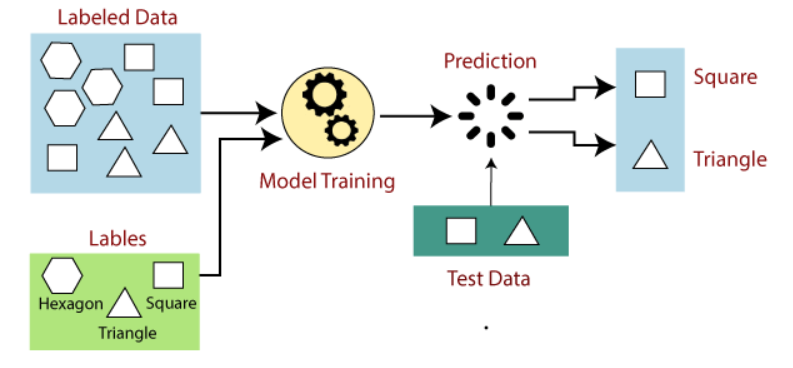 Labeled Data
Prediction
Square
Triangle
Model Training
Lables
Hexagon
Square
Triangle
Test Data
.